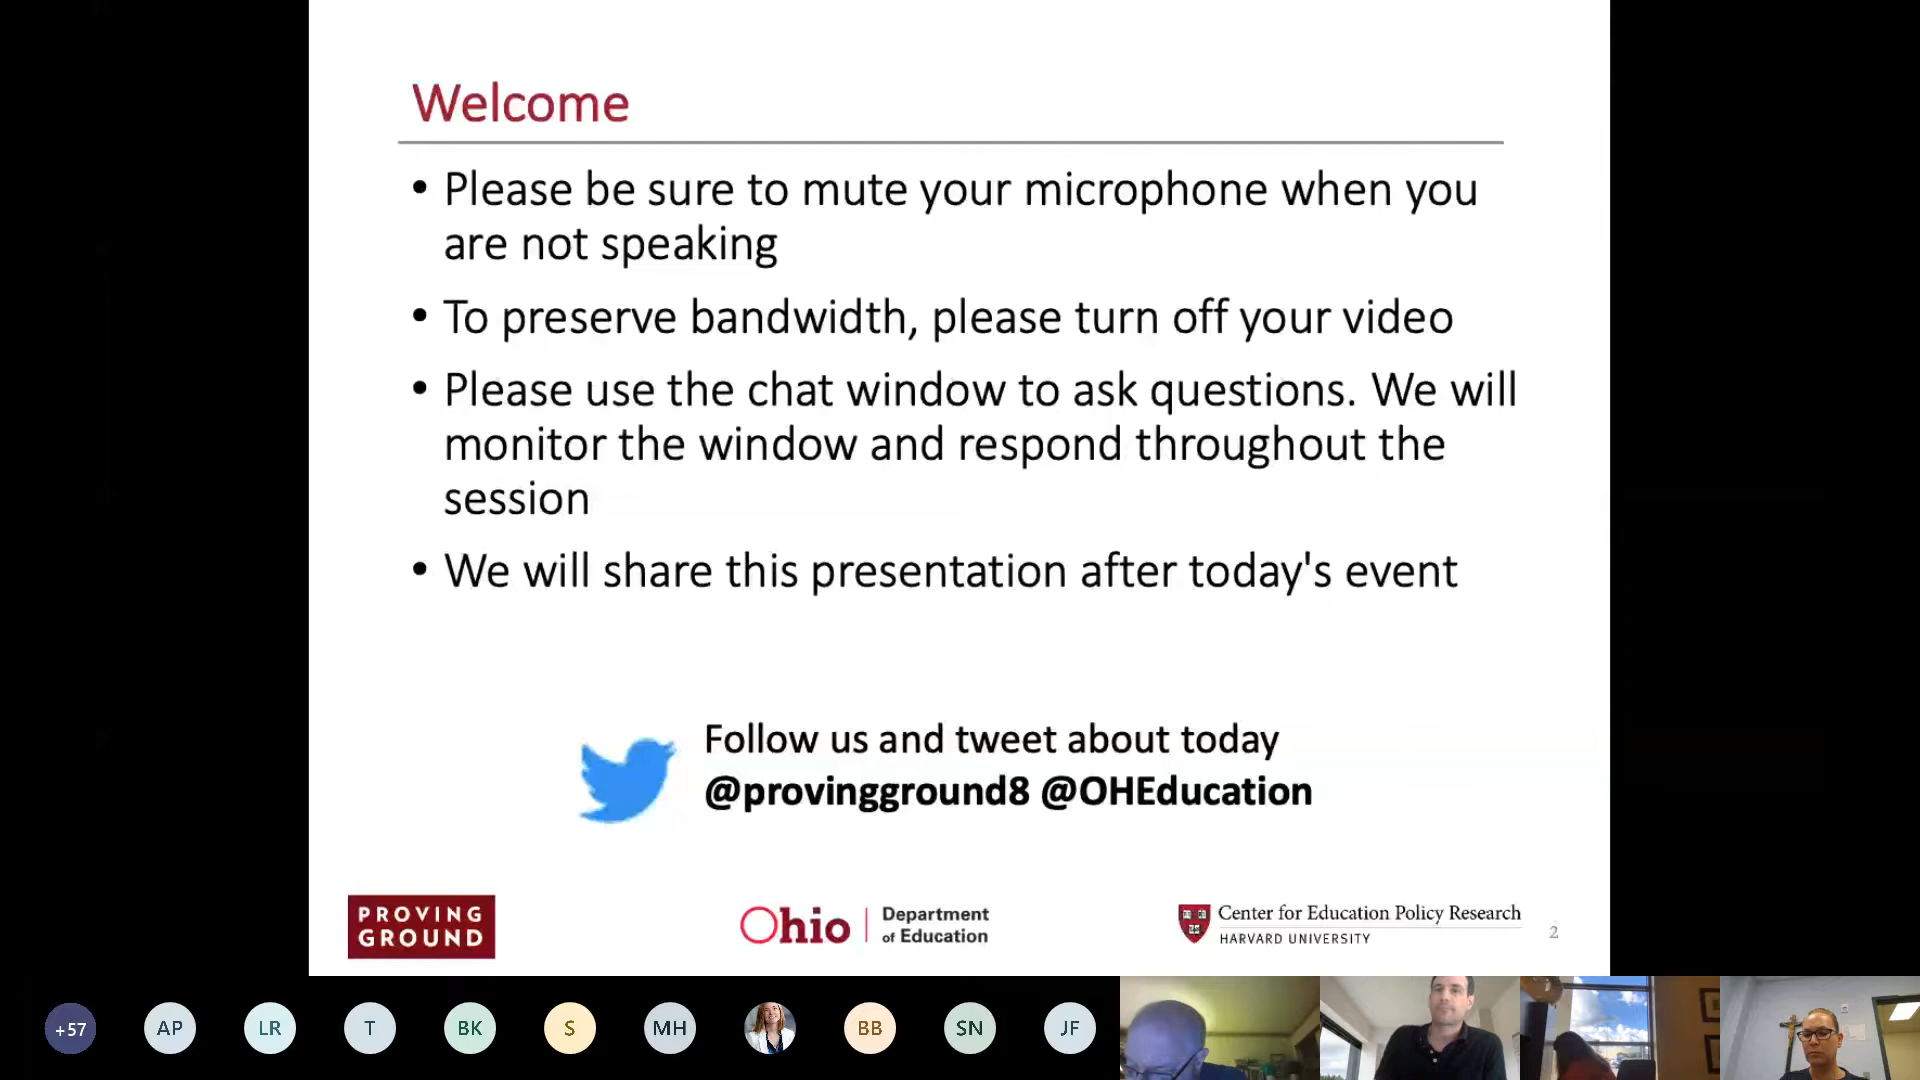 Welcome
• Please be sure to mute your microphone when you
are not speaking
• To preserve bandwidth, please turn off your video
• Please use the chat window to ask questions. We will
monitor the window and respond throughout the
session
• We will share this presentation after today's event
Follow us and tweet about today
@provingground8 @OHEducation
PROVING
GROUND
Ohio
Department
of Education
Center for Education Policy Research
HARVARD UNIVERSITY
2
+57
AP
LR
T
BK
S
MH
BB
SN
JF